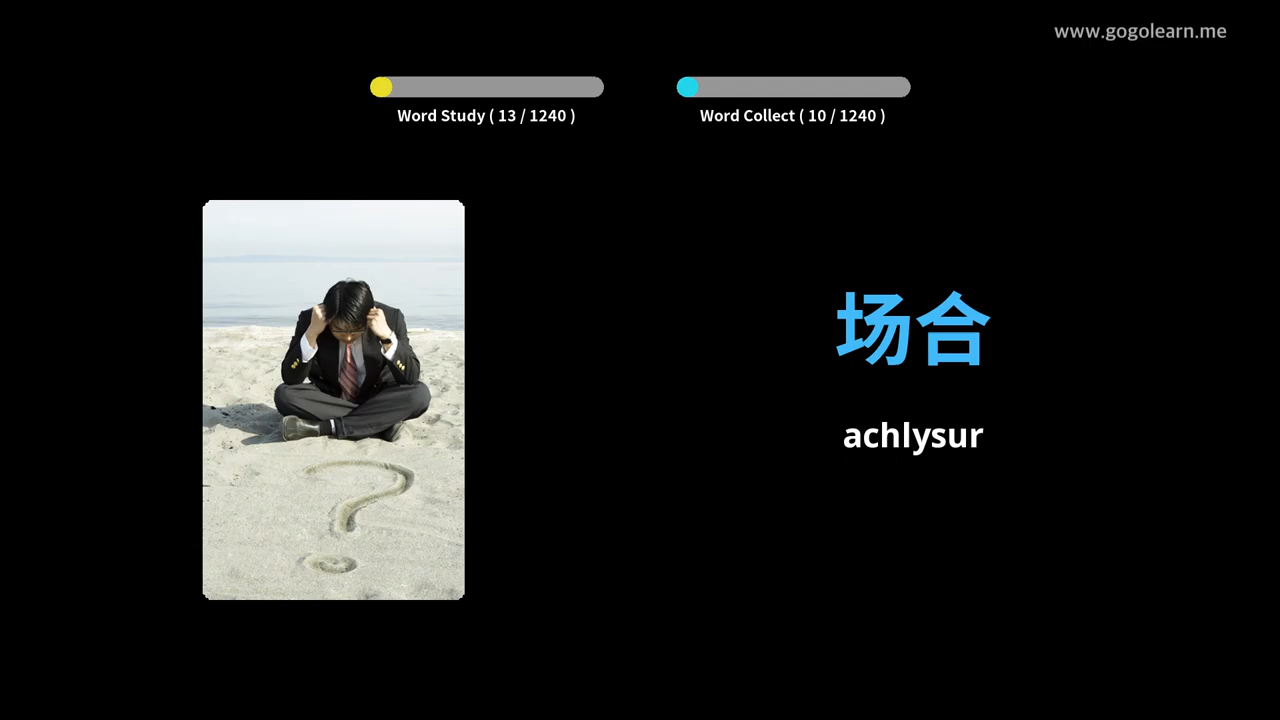 www.gogolearn.me
Word Study ( 13 / 1240 )
Word Collect ( 10 / 1240 )
场合
achlysur
?